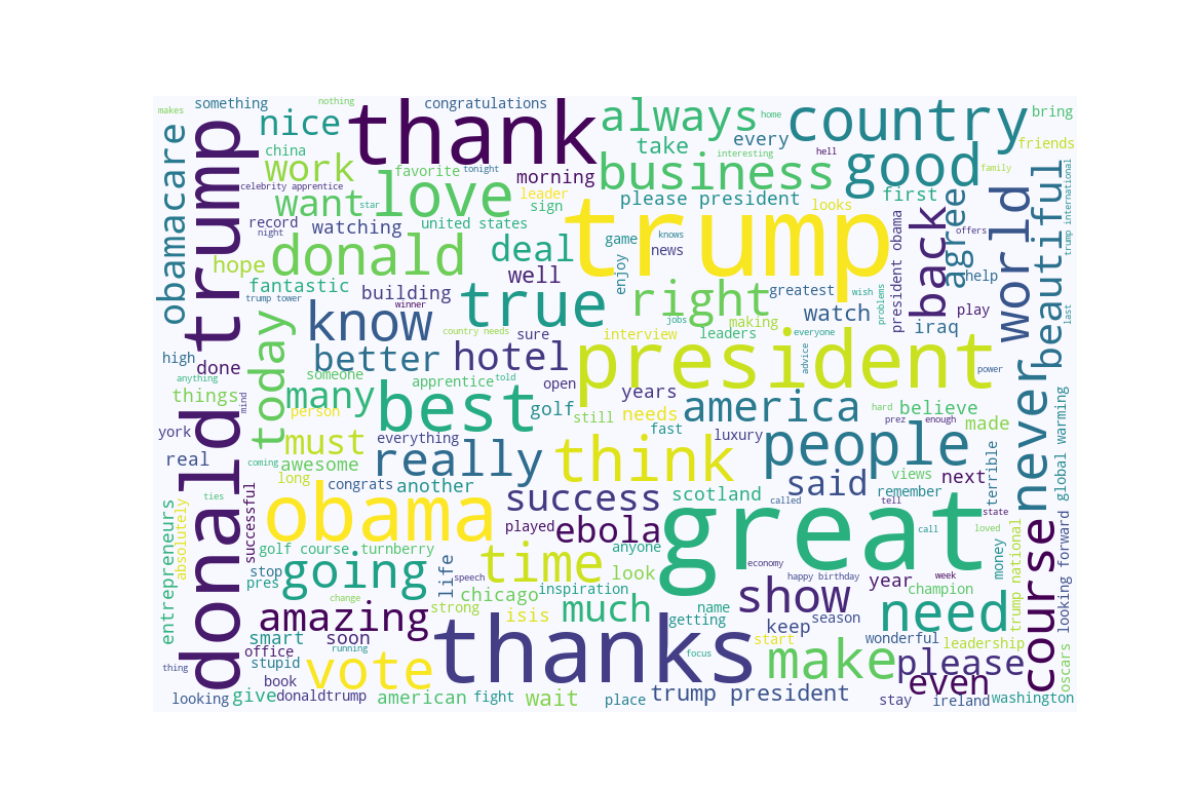 makes
something
nothing
congratulations
thank
always
country
bring
nice
home
take
every
friends
obamacare
donald trump
china
interesting
hell
good
work
favorite
tonight
morning
business
family
celebrity apprentice
love
leader
please president
first
want
star
sign
looks
trump
record
watching
united states
night
donald
deal
game
knows
news
president obama
back
agree
offers
world
beautiful
trump international
hope
well
enjoy
fantastic
building
right
greatest
wish
problems
help
last
trump tower
winner
true
jobs
making
watch
play
know
country needs
sure
interview
leaders
everyone
iraq
high
done
today
better
hotel
president
advice
power
anything
someone
apprentice
told
open
things
many
best
years
america
hard
believe
mind
person
golf
still
needs
prez
enough
made
never
york
must
everything
fast
luxury
people
looking forward
global warming
real
coming
awesome
really
think
views
next
terrible
long
congrats
another
said
remember
successful
ties
obama
success
scotland
called
tell
state
entrepreneurs
absolutely
played
ebola
great
call
loved
course
golf course
turnberry
time
anyone
money
trump national
stop
going
life
economy
pres
speech
look
happy birthday
year
week
change
chicago
inspiration
champion
amazing
strong
isis
much
name
show
need
smart
soon
getting
keep
season
running
thanks
start
wonderful
leadership
office
thing
stupid
vote
focus
make
please
oscars
book
even
looking
give
donaldtrump
american
fight
wait
place
trump president
stay
ireland
washington